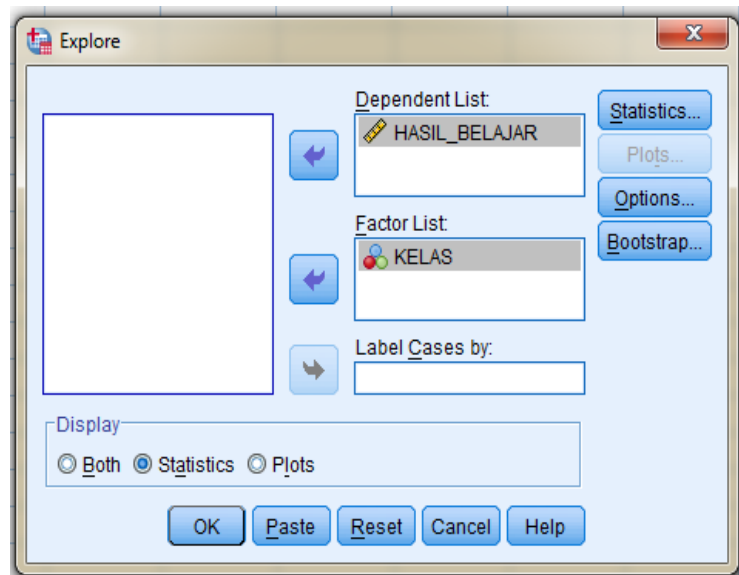 Explore
Dependent List:
HASIL_BELAJAR
Factor List:
KELAS
Label Cases by:
Statistics...
Plots...
Options...
Bootstrap...
Display
Both Statistics Plots
OK Paste Reset Cancel Help